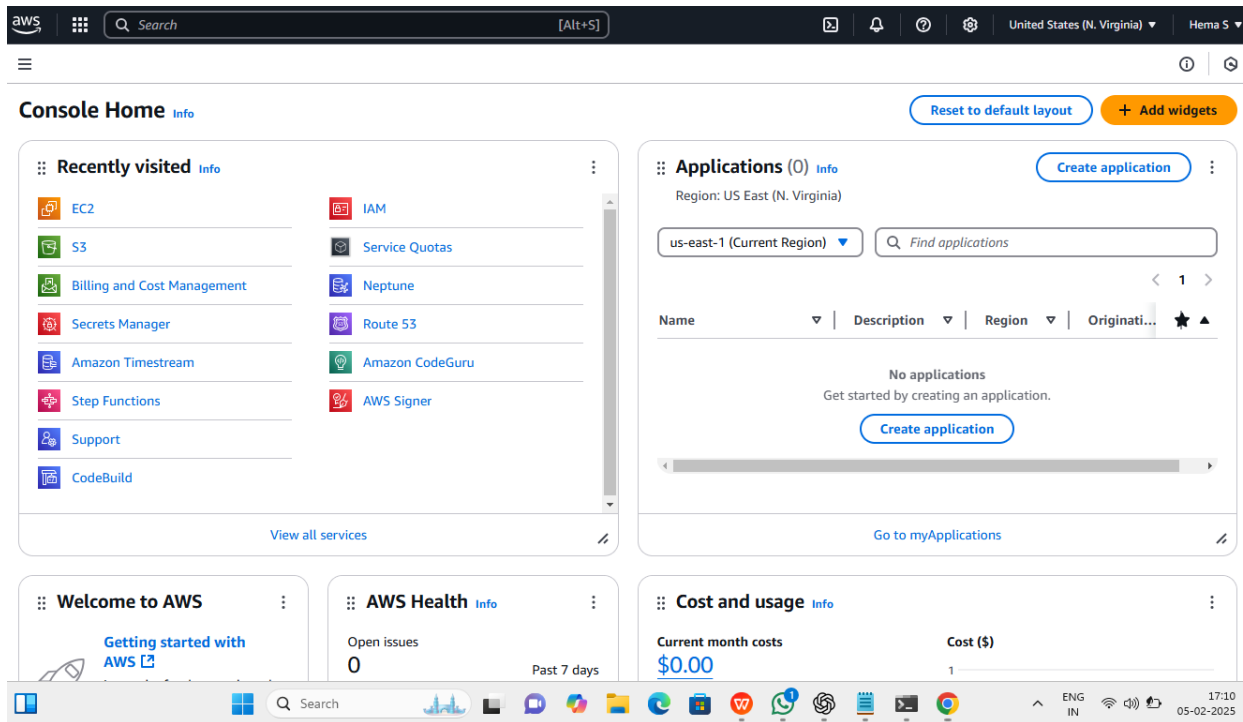 aws
Search [Alt+S]
United States (N. Virginia) ▼
Hema S ▼
Console Home Info
Reset to default layout
+ Add widgets
Recently visited Info
EC2
S3
Billing and Cost Management
Secrets Manager
Amazon Timestream
Step Functions
Support
CodeBuild
IAM
Service Quotas
Neptune
Route 53
Amazon CodeGuru
AWS Signer
View all services
Applications (0) Info
Create application
Region: US East (N. Virginia)
us-east-1 (Current Region) ▼
Find applications
1
Name Description Region Originati...
No applications
Get started by creating an application.
Create application
Go to myApplications
Welcome to AWS
Getting started with
AWS
AWS Health Info
Open issues
0
Past 7 days
Cost and usage Info
Current month costs
$0.00
Cost ($)
1
Search
1
ENG
IN
17:10
05-02-2025